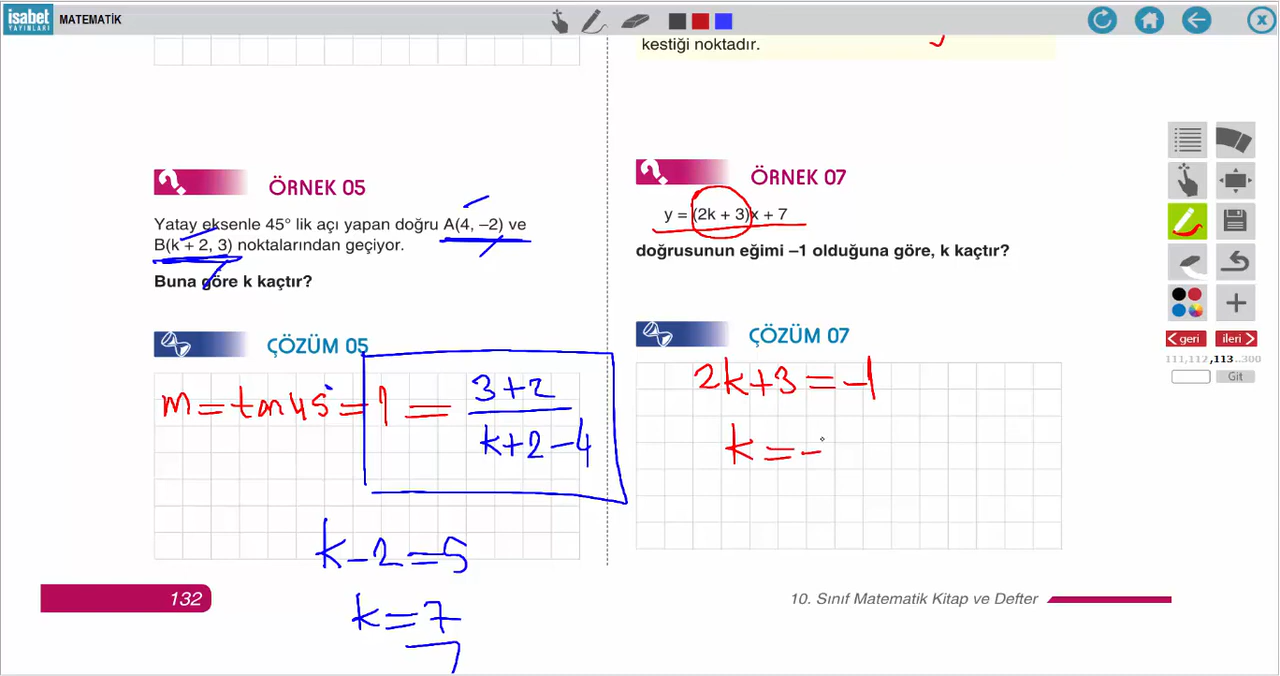 isabet
YAYINLARI
MATEMATİK
kestiği noktadır.
ÖRNEK 05
Yatay eksenle 45° lik açı yapan doğru A(4, –2) ve
B(k + 2, 3) noktalarından geçiyor.
Buna göre k kaçtır?
ÇÖZÜM 05
m = tan 45° = 1 = 3+2
k+2–4
k – 2 = 5
k = 7
132
ÖRNEK 07
y = (2k + 3)x + 7
doğrusunun eğimi –1 olduğuna göre, k kaçtır?
ÇÖZÜM 07
2k+3 = –1
k = –
10. Sınıf Matematik Kitap ve Defter
geri
ileri
111,112,113...300
Git